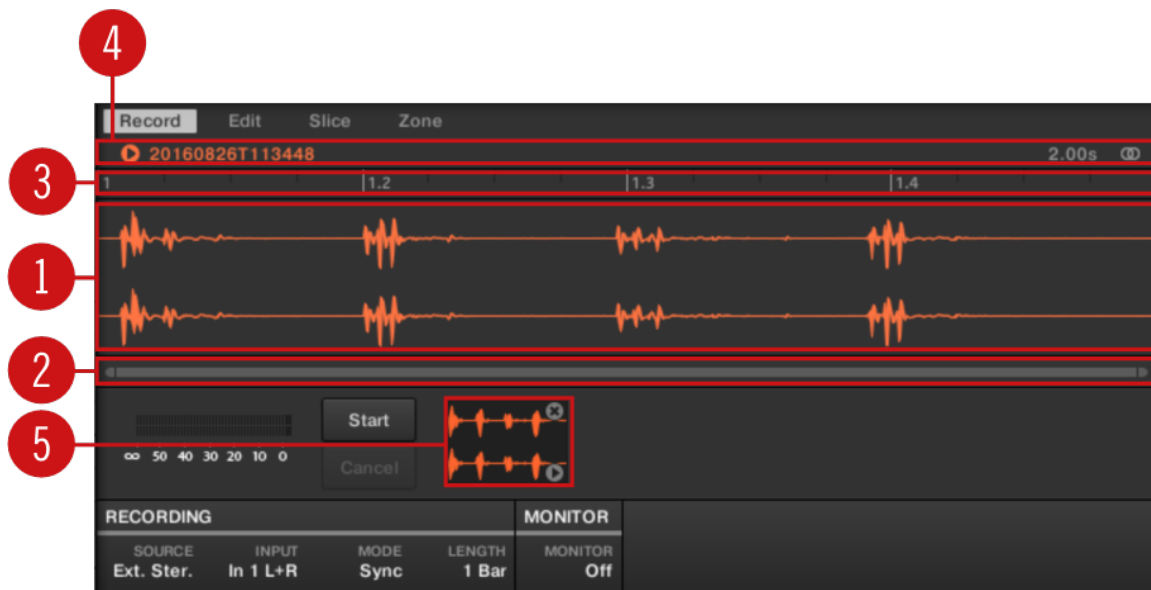 4
Record Edit Slice Zone
20160826T113448 2.00s
3
1 1.2 1.3 1.4
1
2
5
Start
∞ 50 40 30 20 10 0
Cancel
RECORDING MONITOR
SOURCE INPUT MODE LENGTH MONITOR
Ext. Ster. In 1 L+R Sync 1 Bar Off